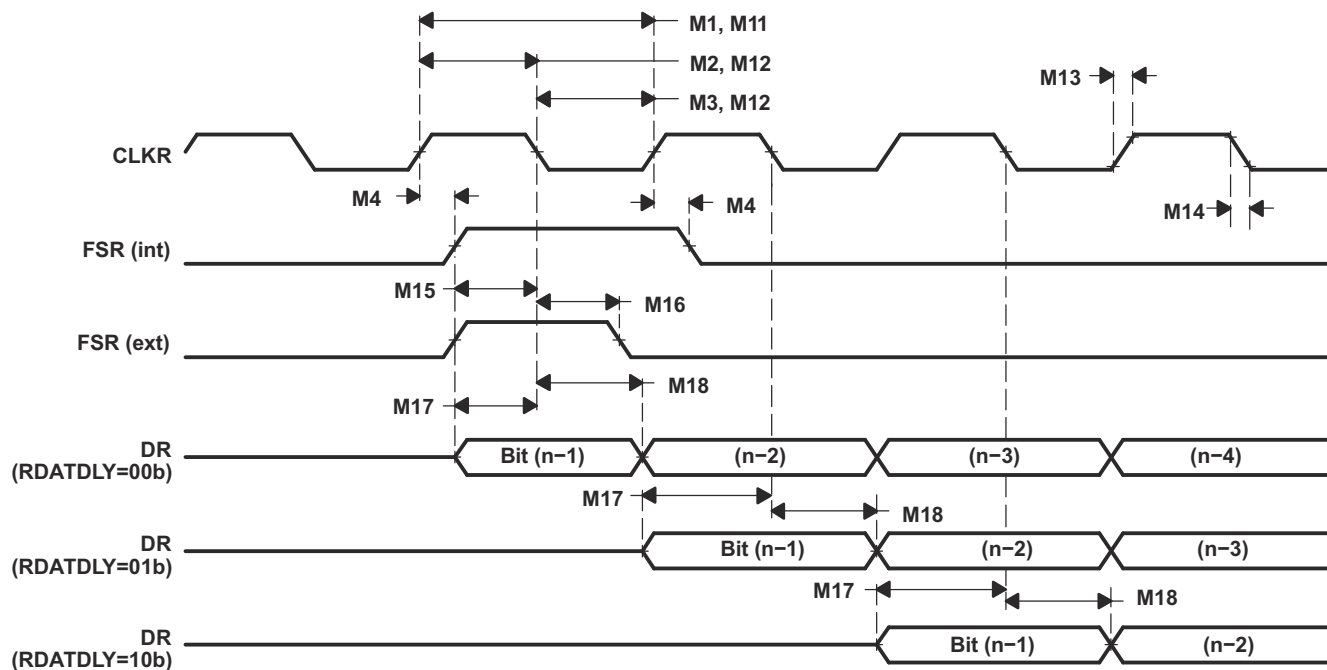 M1, M11
M2, M12
M13
M3, M12
CLKR
M4
M4
M14
FSR (int)
M15
M16
FSR (ext)
M18
M17
DR
(RDATDLY=00b)
Bit (n−1)
(n−2)
(n−3)
(n−4)
M17
M18
DR
(RDATDLY=01b)
Bit (n−1)
(n−2)
(n−3)
M17
M18
DR
(RDATDLY=10b)
Bit (n−1)
(n−2)